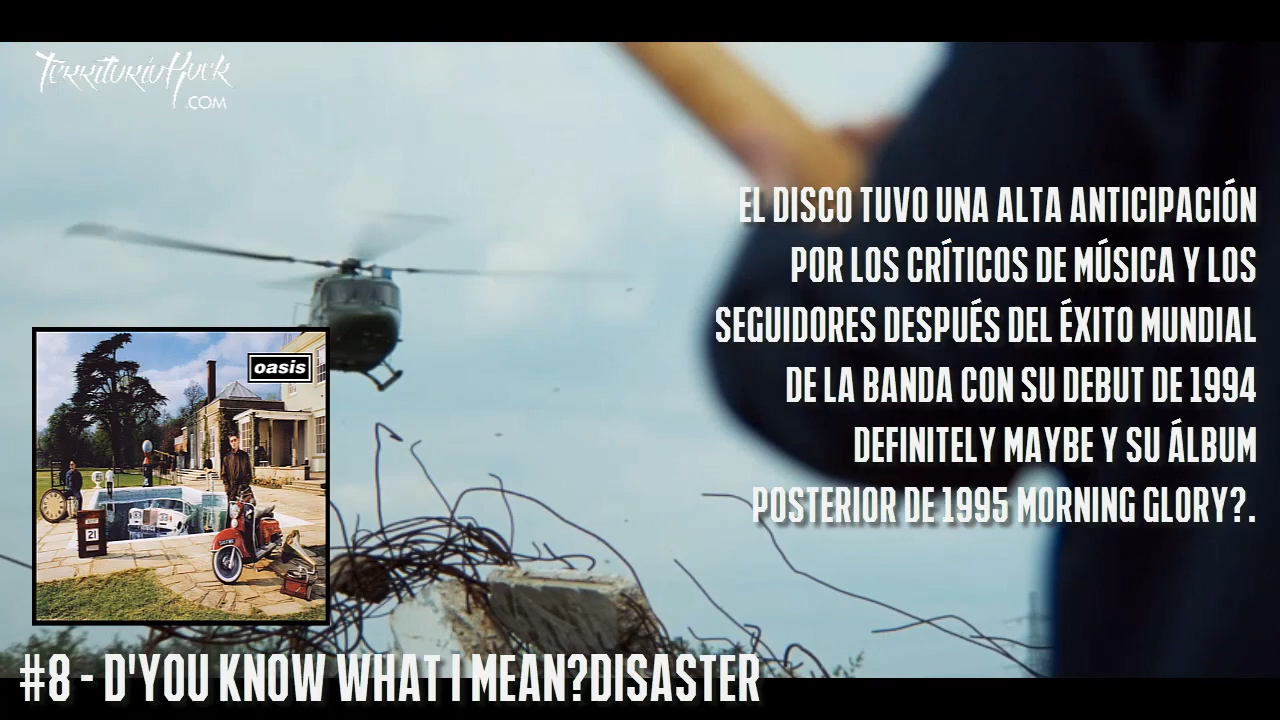 TerritorioRock
.COM
EL DISCO TUVO UNA ALTA ANTICIPACIÓN
POR LOS CRÍTICOS DE MÚSICA Y LOS
SEGUIDORES DESPUÉS DEL ÉXITO MUNDIAL
DE LA BANDA CON SU DEBUT DE 1994
DEFINITELY MAYBE Y SU ÁLBUM
POSTERIOR DE 1995 MORNING GLORY?.
oasis
21
#8 - D'YOU KNOW WHAT I MEAN?DISASTER